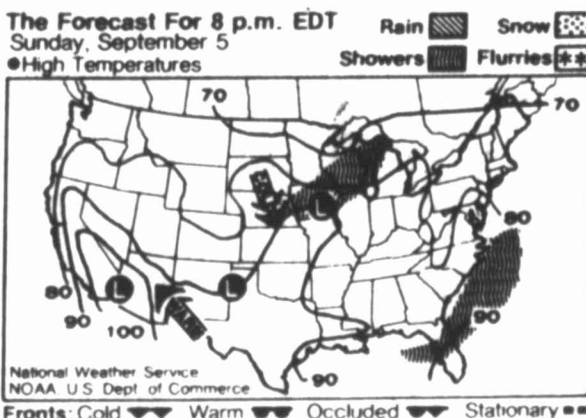 The Forecast For 8 p.m. EDT
Sunday, September 5
●High Temperatures
Rain
Snow
Showers
Flurries
70
70
80
80
90
100
90
90
L
L
L
WARM
National Weather Service
NOAA U S Dept of Commerce
Fronts: Cold Warm Occluded Stationary